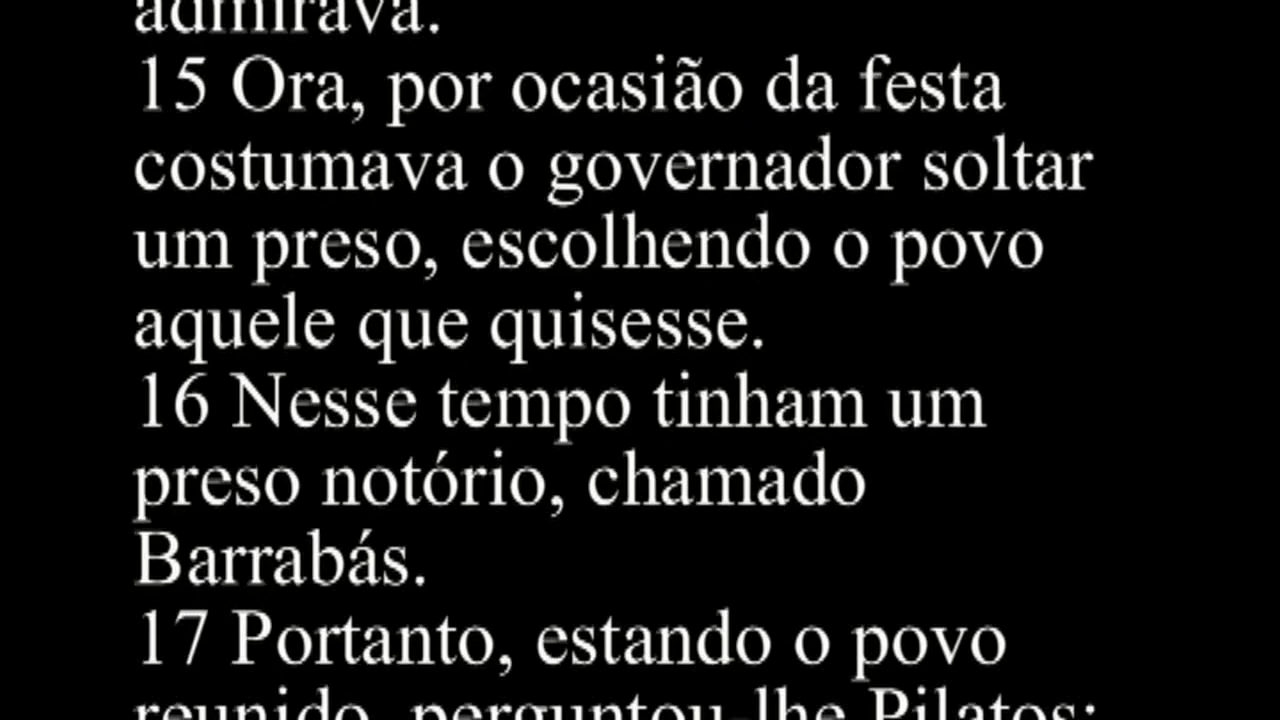 admirava.
15 Ora, por ocasião da festa
costumava o governador soltar
um preso, escolhendo o povo
aquele que quisesse.
16 Nesse tempo tinham um
preso notório, chamado
Barrabás.
17 Portanto, estando o povo
reunido, perguntou-lhe Pilatos: